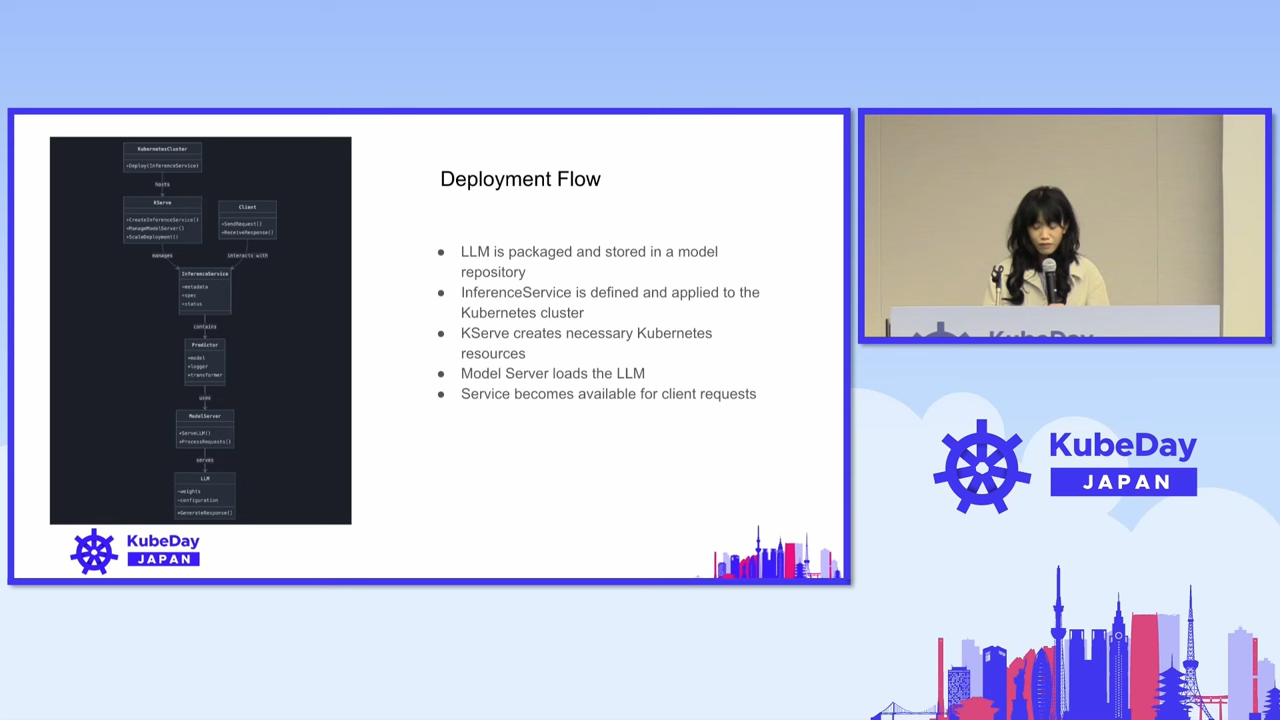 KubernetesCluster
+Deploy(InferenceService)
hosts
KServe
+CreateInferenceService()
+ManageModelServer()
+ScaleDeployment()
Client
+SendRequest()
+ReceiveResponse()
manages
interacts with
InferenceService
+metadata
+spec
+status
contains
Predictor
+model
+logger
+transformer
uses
ModelServer
+ServeLLM()
+ProcessRequests()
serves
LLM
-weights
-configuration
+GenerateResponse()
Deployment Flow
● LLM is packaged and stored in a model
repository
● InferenceService is defined and applied to the
Kubernetes cluster
● KServe creates necessary Kubernetes
resources
● Model Server loads the LLM
● Service becomes available for client requests
KubeDay
JAPAN
KubeDay
KubeDay
JAPAN